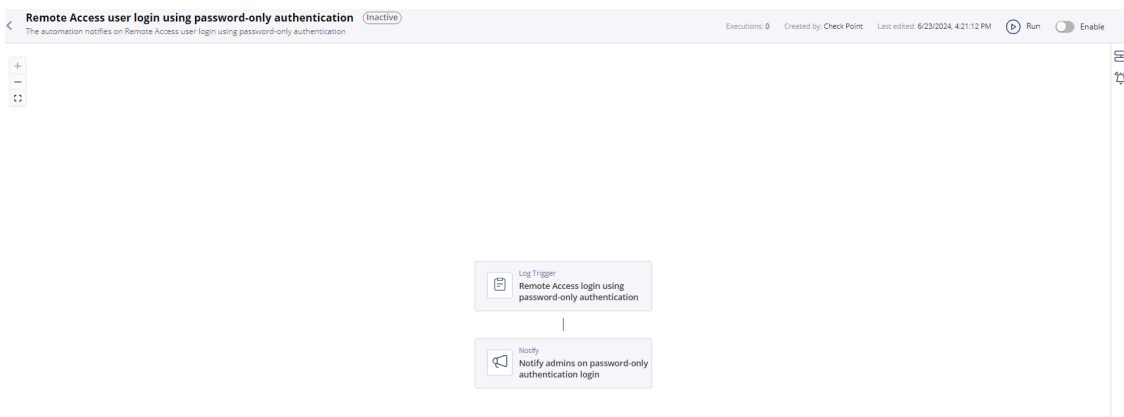 Remote Access user login using password-only authentication Inactive
The automation notifies on Remote Access user login using password-only authentication
Executions: 0 Created by: Check Point Last edited: 6/23/2024, 4:21:12 PM Run Enable
Log Trigger
Remote Access login using
password-only authentication
Notify
Notify admins on password-only
authentication login